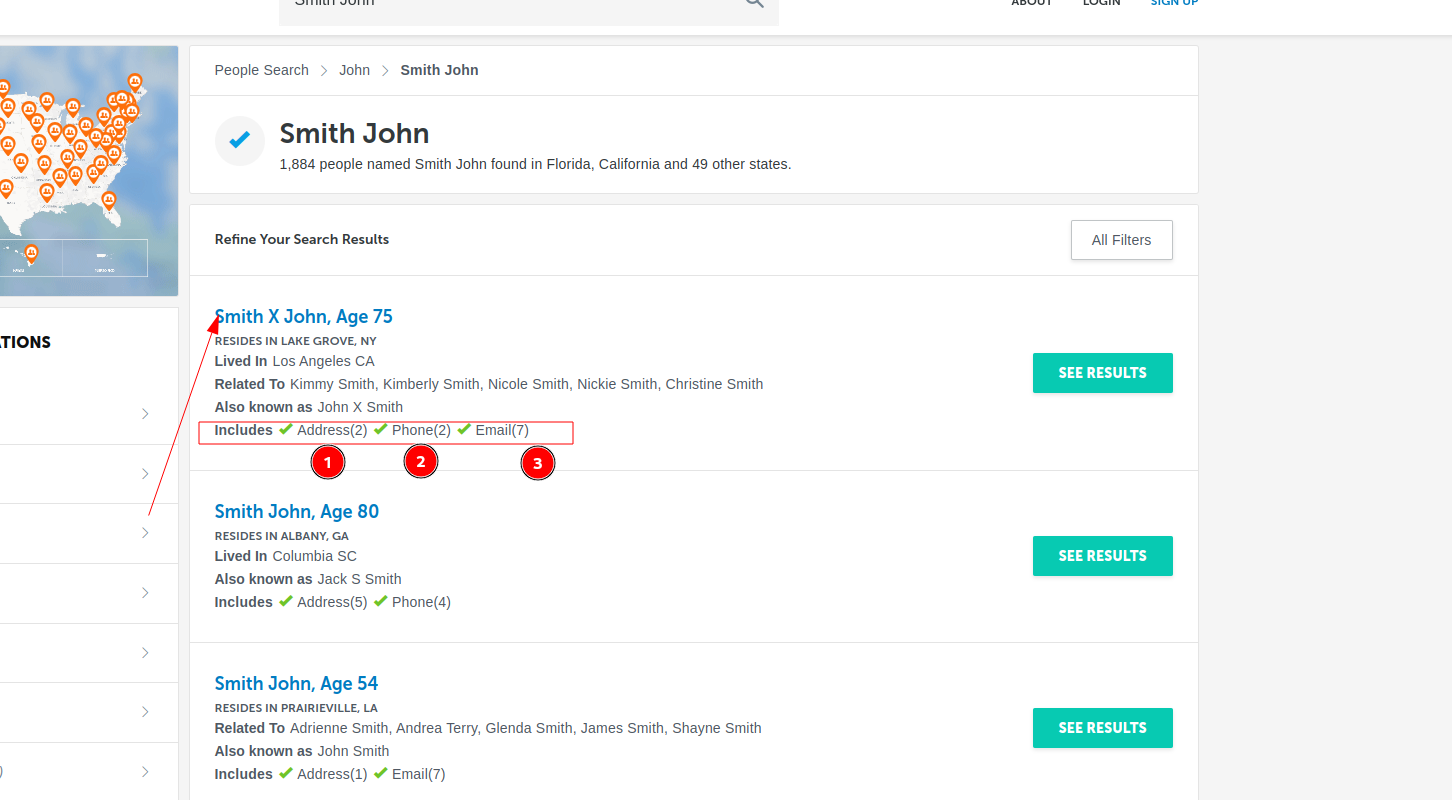 Smith John
ABOUT LOGIN SIGN UP
People Search John Smith John
Smith John
1,884 people named Smith John found in Florida, California and 49 other states.
Refine Your Search Results
All Filters
TIONS
Smith X John, Age 75
RESIDES IN LAKE GROVE, NY
Lived In Los Angeles CA
Related To Kimmy Smith, Kimberly Smith, Nicole Smith, Nickie Smith, Christine Smith
Also known as John X Smith
Includes Address(2) Phone(2) Email(7)
SEE RESULTS
1 2 3
Smith John, Age 80
RESIDES IN ALBANY, GA
Lived In Columbia SC
Also known as Jack S Smith
Includes Address(5) Phone(4)
SEE RESULTS
Smith John, Age 54
RESIDES IN PRAIRIEVILLE, LA
Related To Adrienne Smith, Andrea Terry, Glenda Smith, James Smith, Shayne Smith
Also known as John Smith
Includes Address(1) Email(7)
SEE RESULTS
)